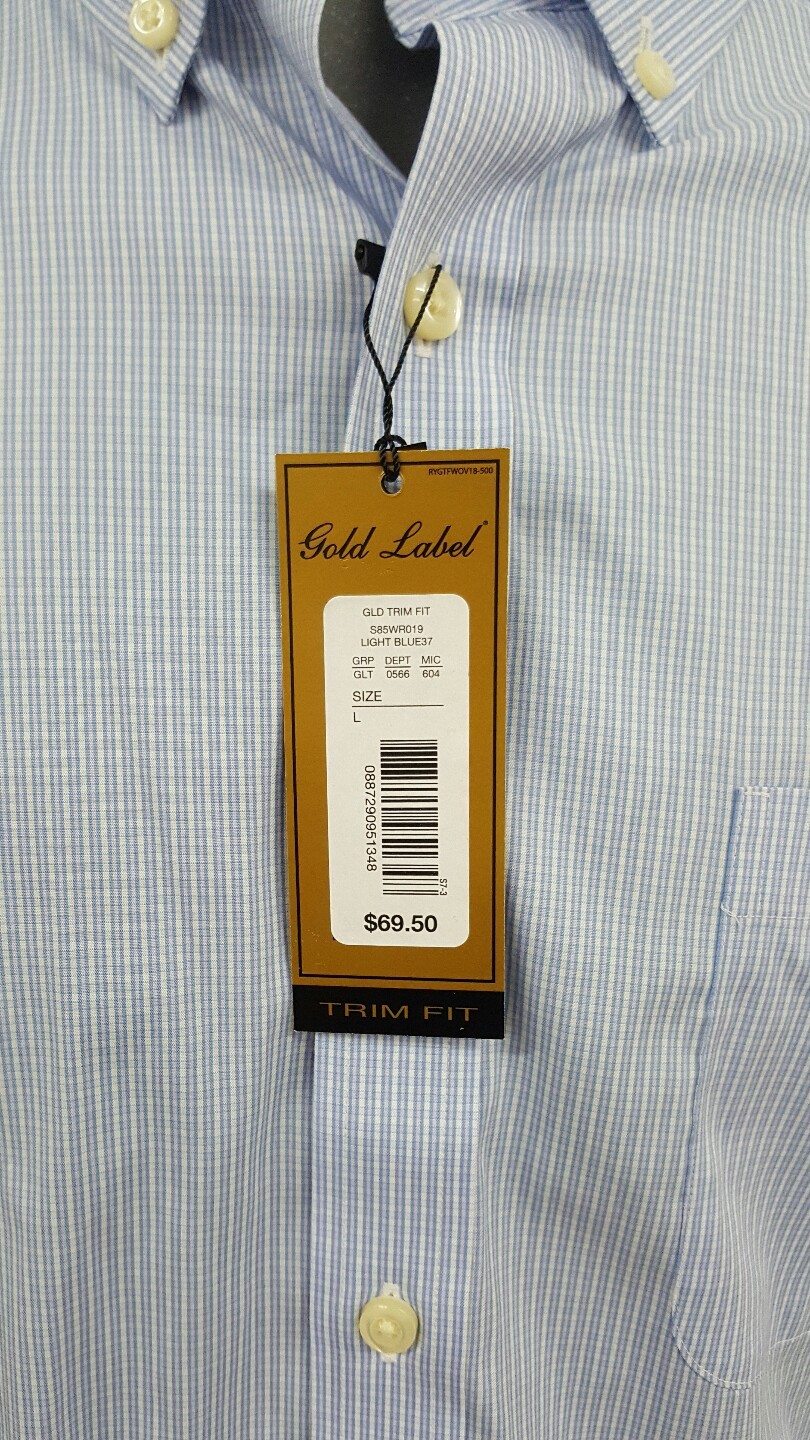 RYGTFWOV18-500
Gold Label®
GLD TRIM FIT
S85WR019
LIGHT BLUE37
GRP DEPT MIC
GLT 0566 604
SIZE
L
0887290951348
S7-3
$69.50
TRIM FIT